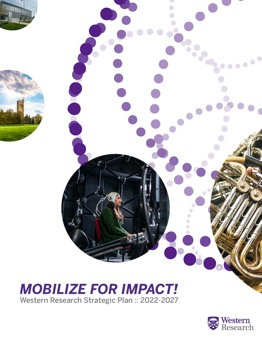 MOBILIZE FOR IMPACT!
Western Research Strategic Plan :: 2022-2027
Western
Research